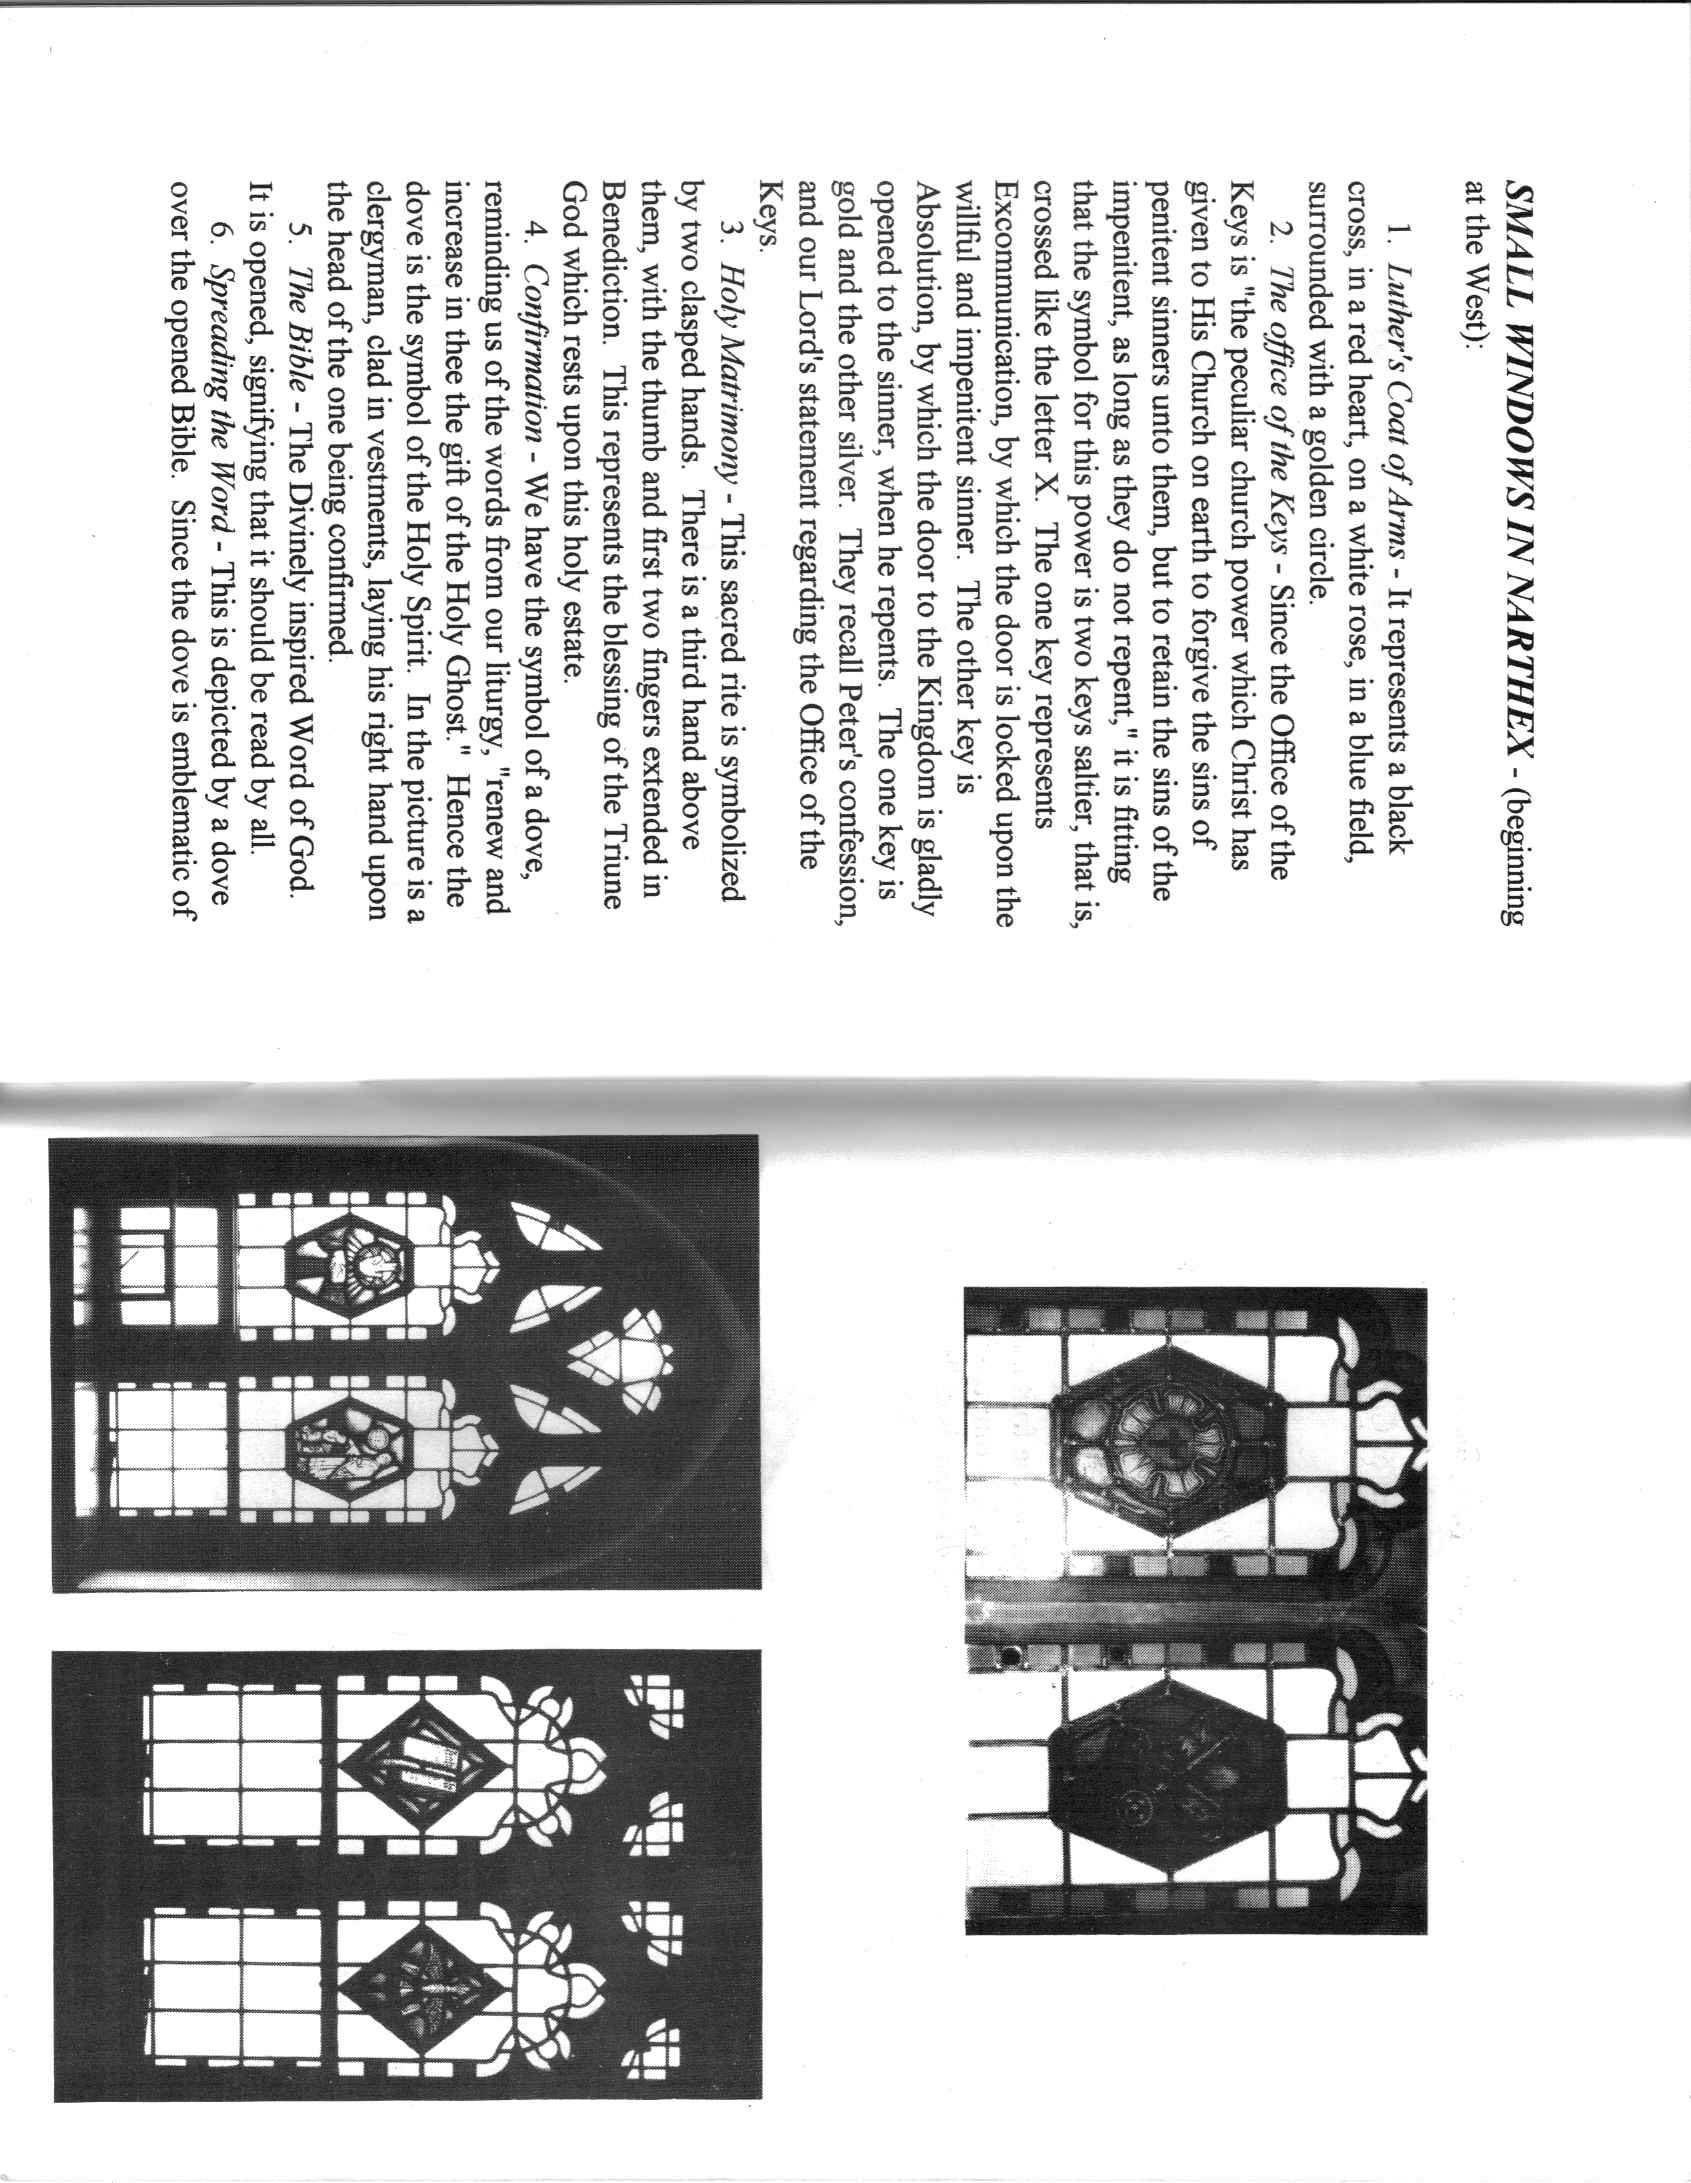 SMALL WINDOWS IN NARTHEX - (beginning
at the West):
1. Luther's Coat of Arms - It represents a black
cross, in a red heart, on a white rose, in a blue field,
surrounded with a golden circle.
2. The office of the Keys - Since the Office of the
Keys is "the peculiar church power which Christ has
given to His Church on earth to forgive the sins of
penitent sinners unto them, but to retain the sins of the
impenitent, as long as they do not repent," it is fitting
that the symbol for this power is two keys saltier, that is,
crossed like the letter X. The one key represents
Excommunication, by which the door is locked upon the
willful and impenitent sinner. The other key is
Absolution, by which the door to the Kingdom is gladly
opened to the sinner, when he repents. The one key is
gold and the other silver. They recall Peter's confession,
and our Lord's statement regarding the Office of the
Keys.
3. Holy Matrimony - This sacred rite is symbolized
by two clasped hands. There is a third hand above
them, with the thumb and first two fingers extended in
Benediction. This represents the blessing of the Triune
God which rests upon this holy estate.
4. Confirmation - We have the symbol of a dove,
reminding us of the words from our liturgy, "renew and
increase in thee the gift of the Holy Ghost." Hence the
dove is the symbol of the Holy Spirit. In the picture is a
clergyman, clad in vestments, laying his right hand upon
the head of the one being confirmed.
5. The Bible - The Divinely inspired Word of God.
It is opened, signifying that it should be read by all.
6. Spreading the Word - This is depicted by a dove
over the opened Bible. Since the dove is emblematic of